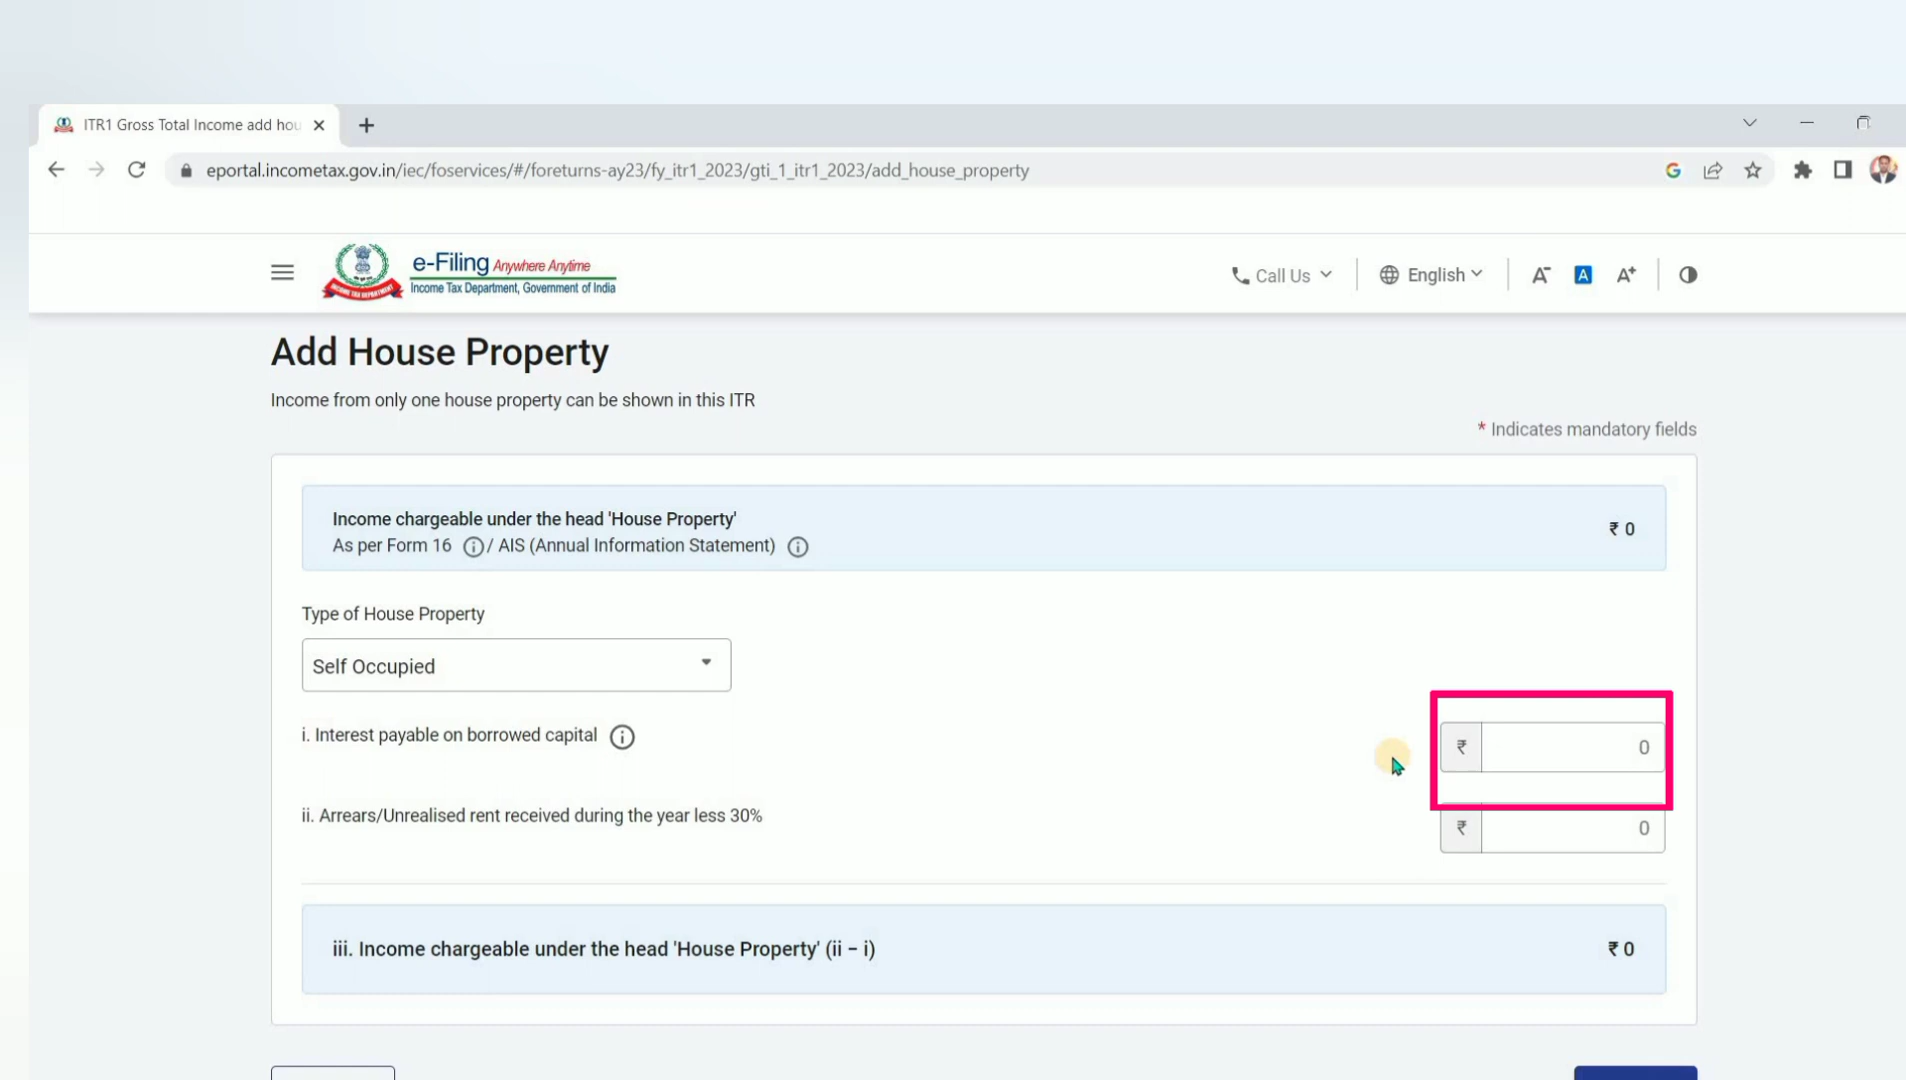 ITR1 Gross Total Income add hou
eportal.incometax.gov.in/iec/foservices/#/foreturns-ay23/fy_itr1_2023/gti_1_itr1_2023/add_house_property
e-Filing Anywhere Anytime
Income Tax Department, Government of India
INCOME TAX DEPARTMENT
Call Us
English
A- A A+
Add House Property
Income from only one house property can be shown in this ITR
* Indicates mandatory fields
Income chargeable under the head 'House Property'
₹ 0
As per Form 16 / AIS (Annual Information Statement)
Type of House Property
Self Occupied
i. Interest payable on borrowed capital
₹ 0
ii. Arrears/Unrealised rent received during the year less 30%
₹ 0
iii. Income chargeable under the head 'House Property' (ii - i)
₹ 0